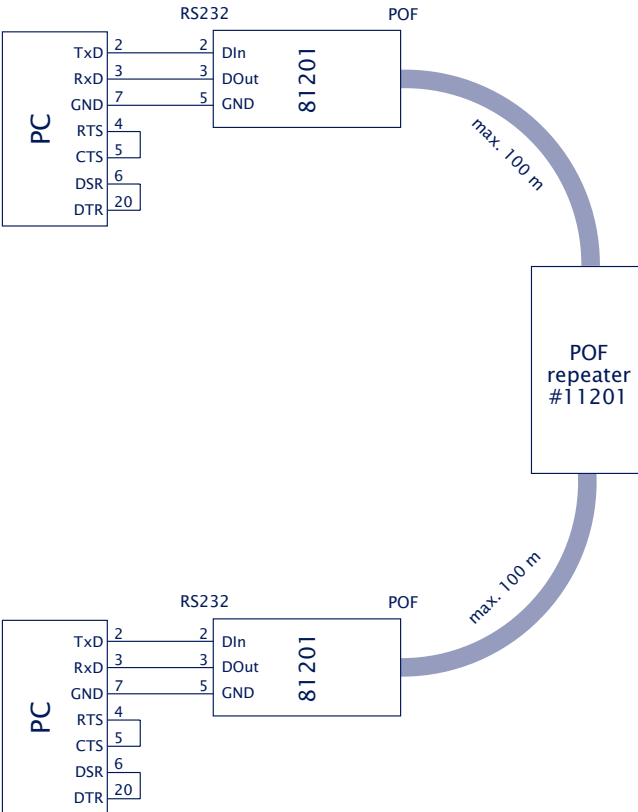 RS232
POF
PC
TxD 2 2 DIn
RxD 3 3 DOut
GND 7 5 GND
RTS 4
CTS 5
DSR 6
DTR 20
81201
max. 100 m
POF
repeater
#11201
max. 100 m
RS232
POF
PC
TxD 2 2 DIn
RxD 3 3 DOut
GND 7 5 GND
RTS 4
CTS 5
DSR 6
DTR 20
81201